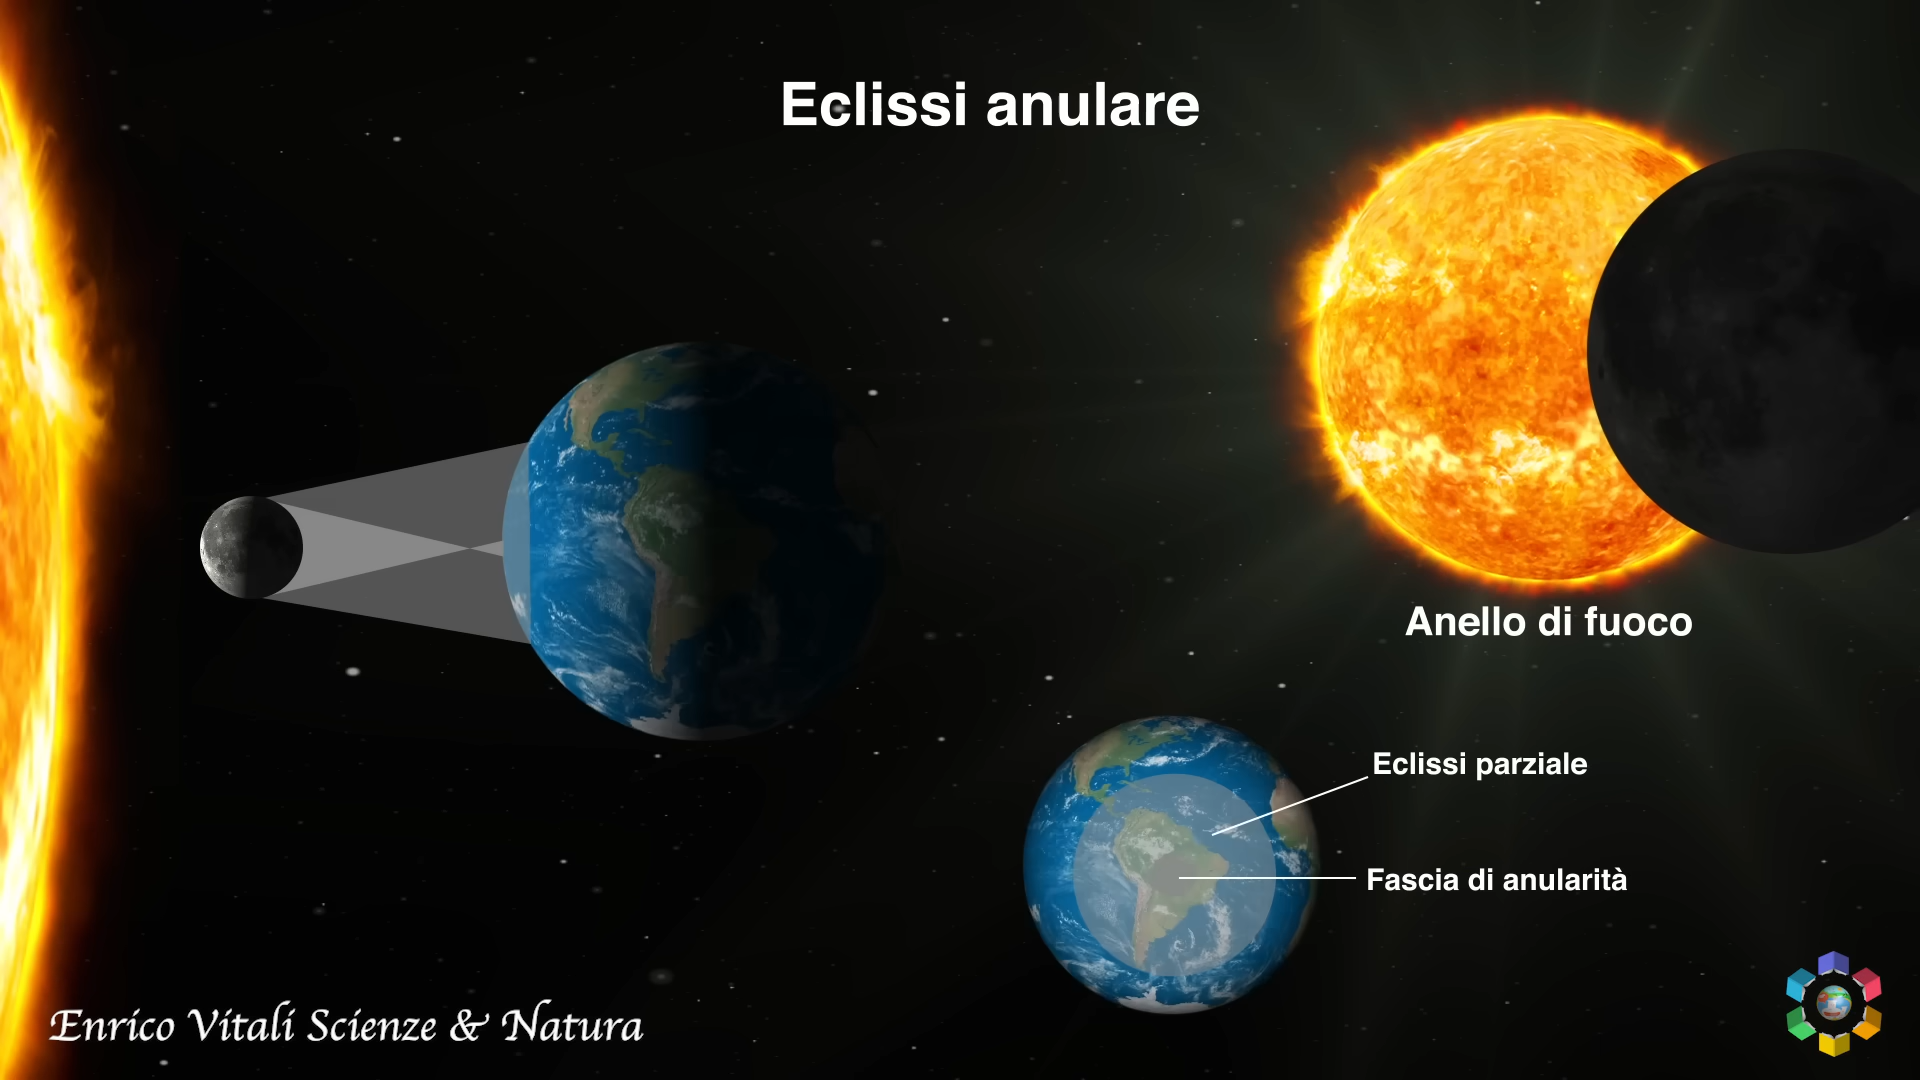 Eclissi anulare
Anello di fuoco
Eclissi parziale
Fascia di anularità
Enrico Vitali Scienze & Natura